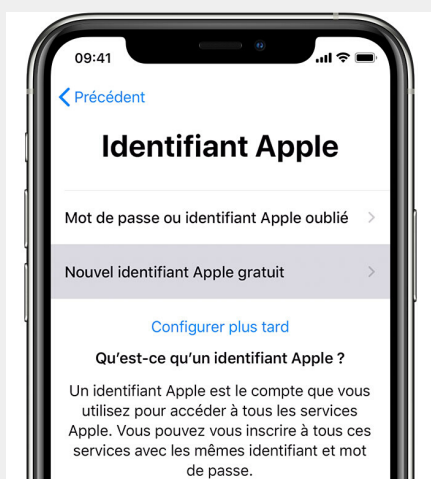 09:41
Précédent
Identifiant Apple
Mot de passe ou identifiant Apple oublié
Nouvel identifiant Apple gratuit
Configurer plus tard
Qu'est-ce qu'un identifiant Apple ?
Un identifiant Apple est le compte que vous
utilisez pour accéder à tous les services
Apple. Vous pouvez vous inscrire à tous ces
services avec les mêmes identifiant et mot
de passe.